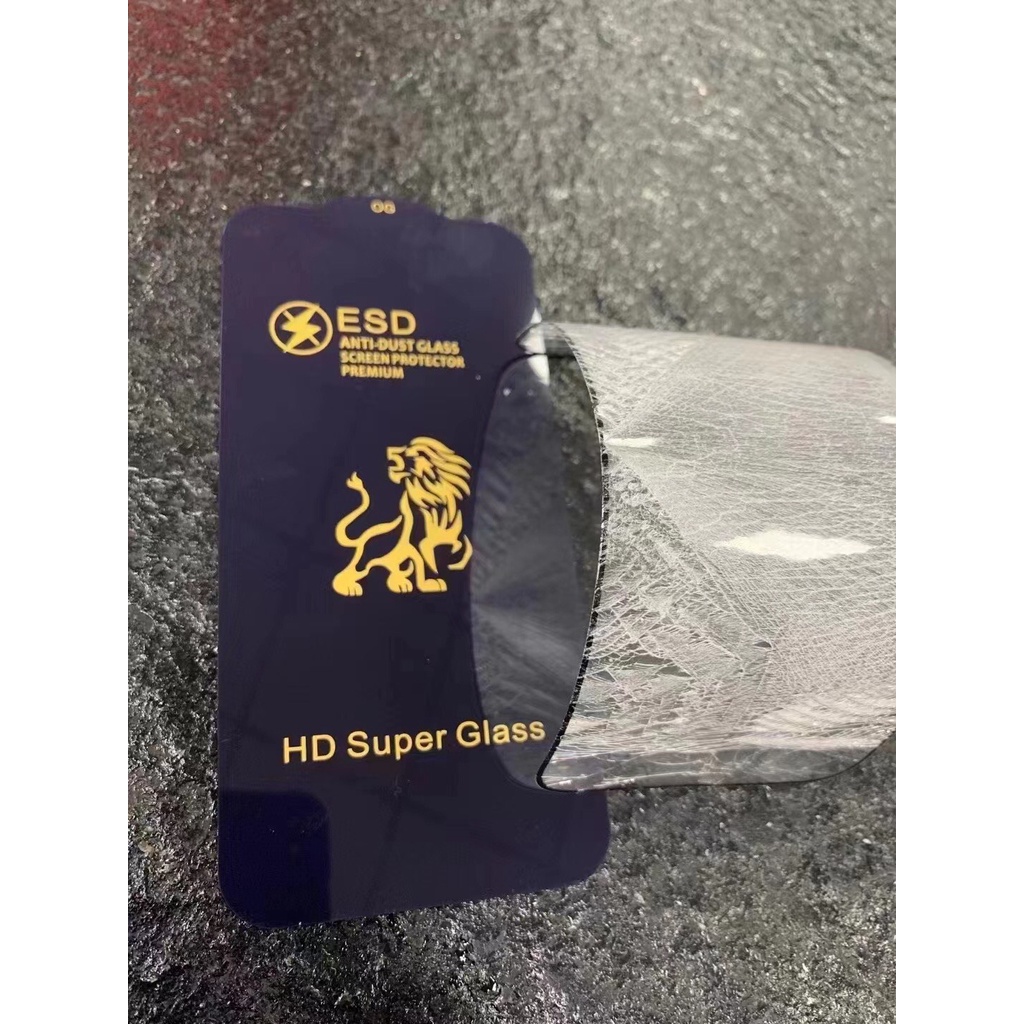 ESD
ANTI-DUST GLASS
SCREEN PROTECTOR
PREMIUM
HD Super Glass